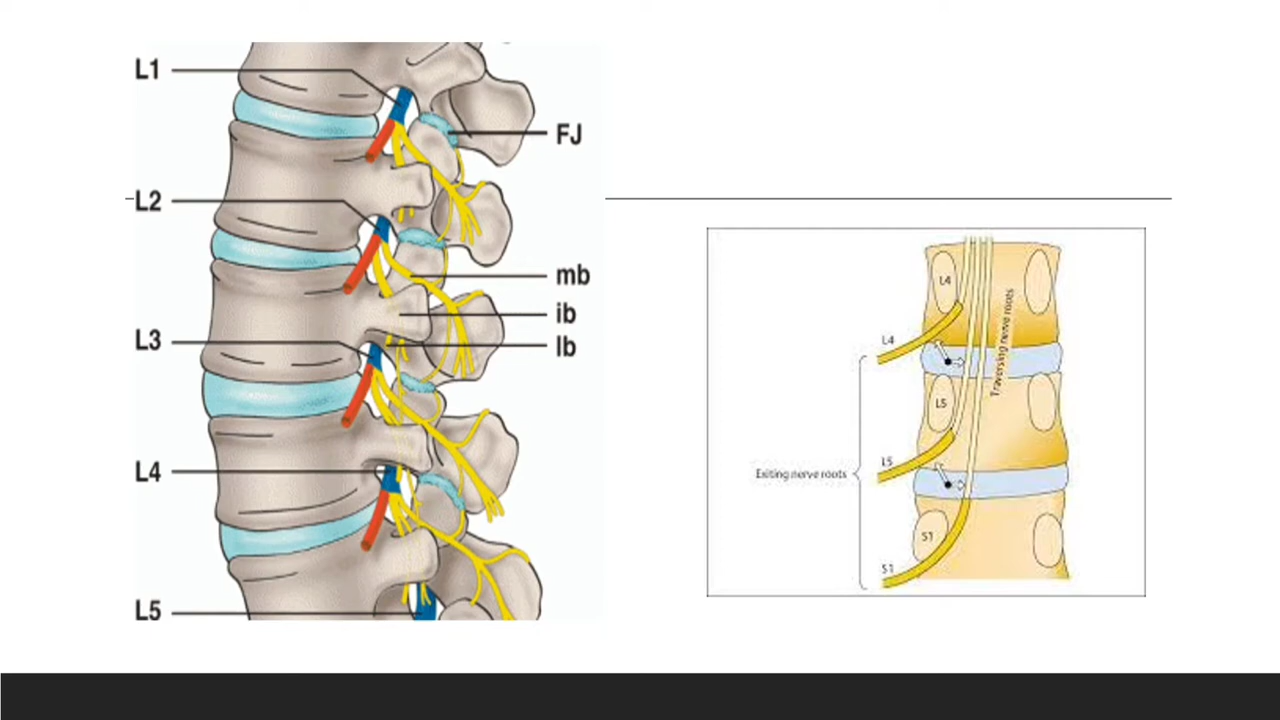 L1
FJ
L2
mb
ib
L3
lb
L4
L5
L4
L4
Traversing nerve roots
L5
L5
Exiting nerve roots
S1
S1